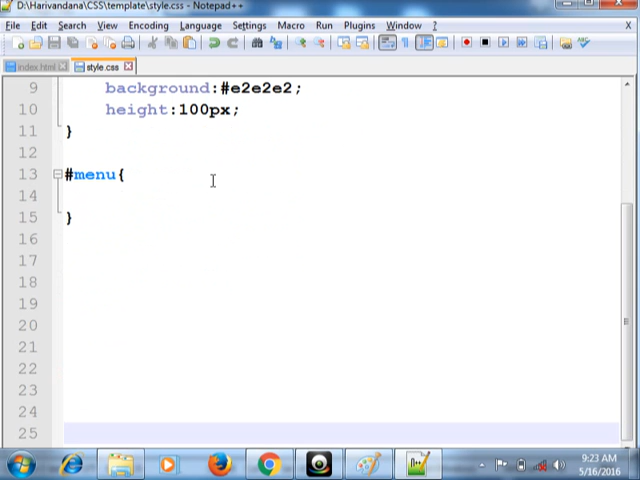 D:\Harivandana\CSS\template\style.css - Notepad++
File Edit Search View Encoding Language Settings Macro Run Plugins Window ? X
index.html style.css
9 background:#e2e2e2;
10 height:100px;
11 }
12
13 #menu{
14
15 }
16
17
18
19
20
21
22
23
24
25
9:23 AM
5/16/2016